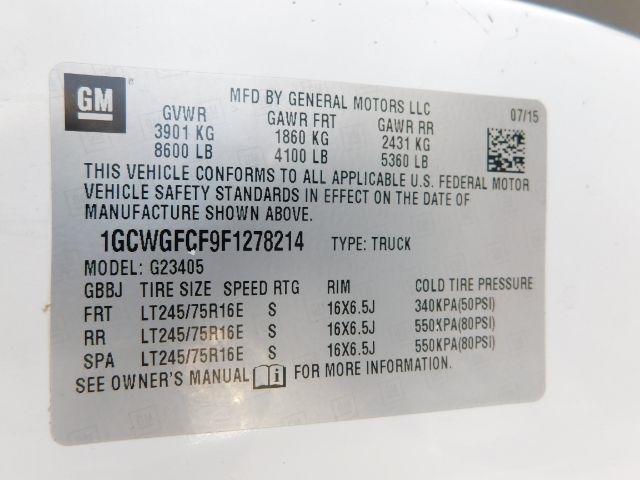 GM
MFD BY GENERAL MOTORS LLC
07/15
GVWR GAWR FRT GAWR RR
3901 KG 1860 KG 2431 KG
8600 LB 4100 LB 5360 LB
THIS VEHICLE CONFORMS TO ALL APPLICABLE U.S. FEDERAL MOTOR
VEHICLE SAFETY STANDARDS IN EFFECT ON THE DATE OF
MANUFACTURE SHOWN ABOVE.
1GCWGFCF9F1278214 TYPE: TRUCK
MODEL: G23405
GBBJ TIRE SIZE SPEED RTG RIM COLD TIRE PRESSURE
FRT LT245/75R16E S 16X6.5J 340KPA(50PSI)
RR LT245/75R16E S 16X6.5J 550KPA(80PSI)
SPA LT245/75R16E S 16X6.5J 550KPA(80PSI)
SEE OWNER'S MANUAL FOR MORE INFORMATION.